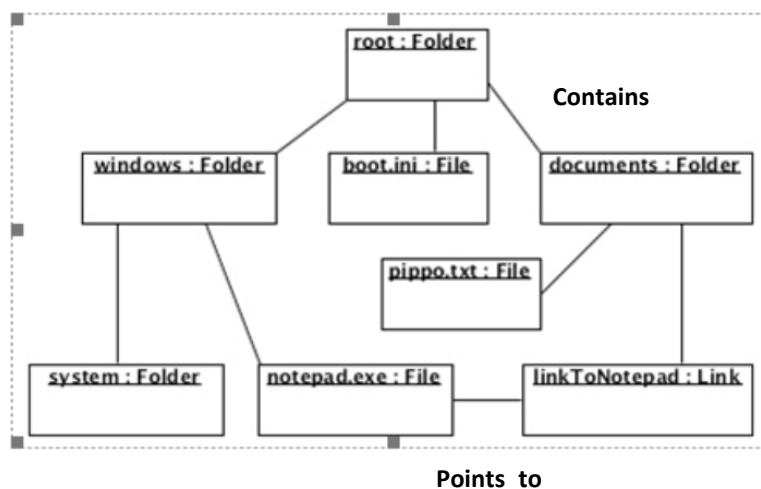 root : Folder
Contains
windows : Folder
boot.ini : File
documents : Folder
pippo.txt : File
system : Folder
notepad.exe : File
linkToNotepad : Link
Points to